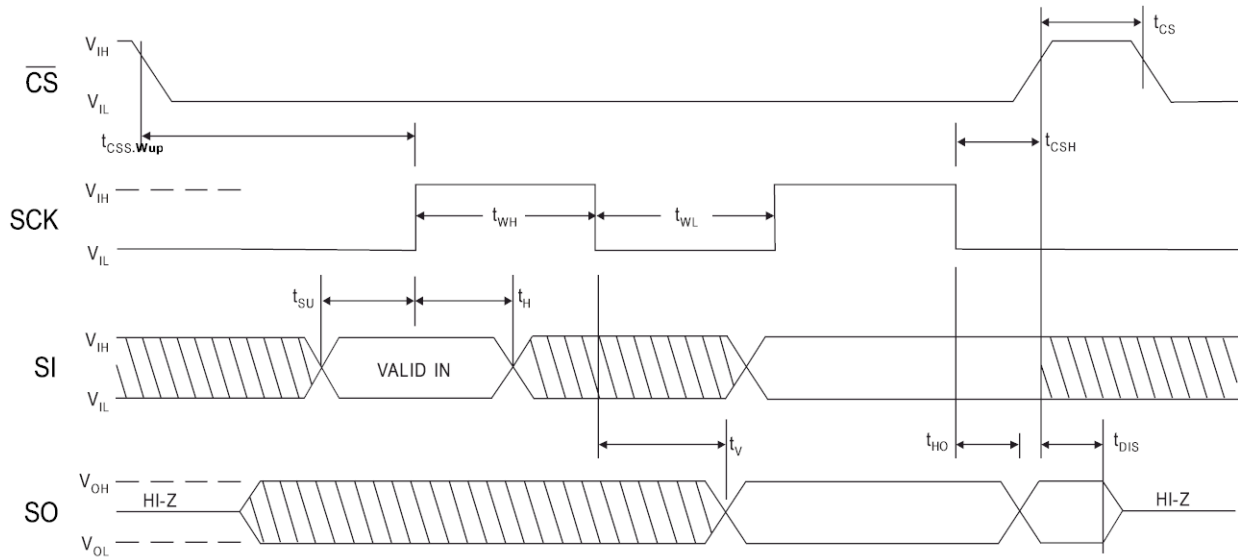 t_CS
V_IH
CS
V_IL
t_CSS.Wup
t_CSH
V_IH
t_WH
t_WL
SCK
V_IL
t_SU
t_H
V_IH
SI
VALID IN
V_IL
t_V
t_HO
t_DIS
V_OH
HI-Z
HI-Z
SO
V_OL